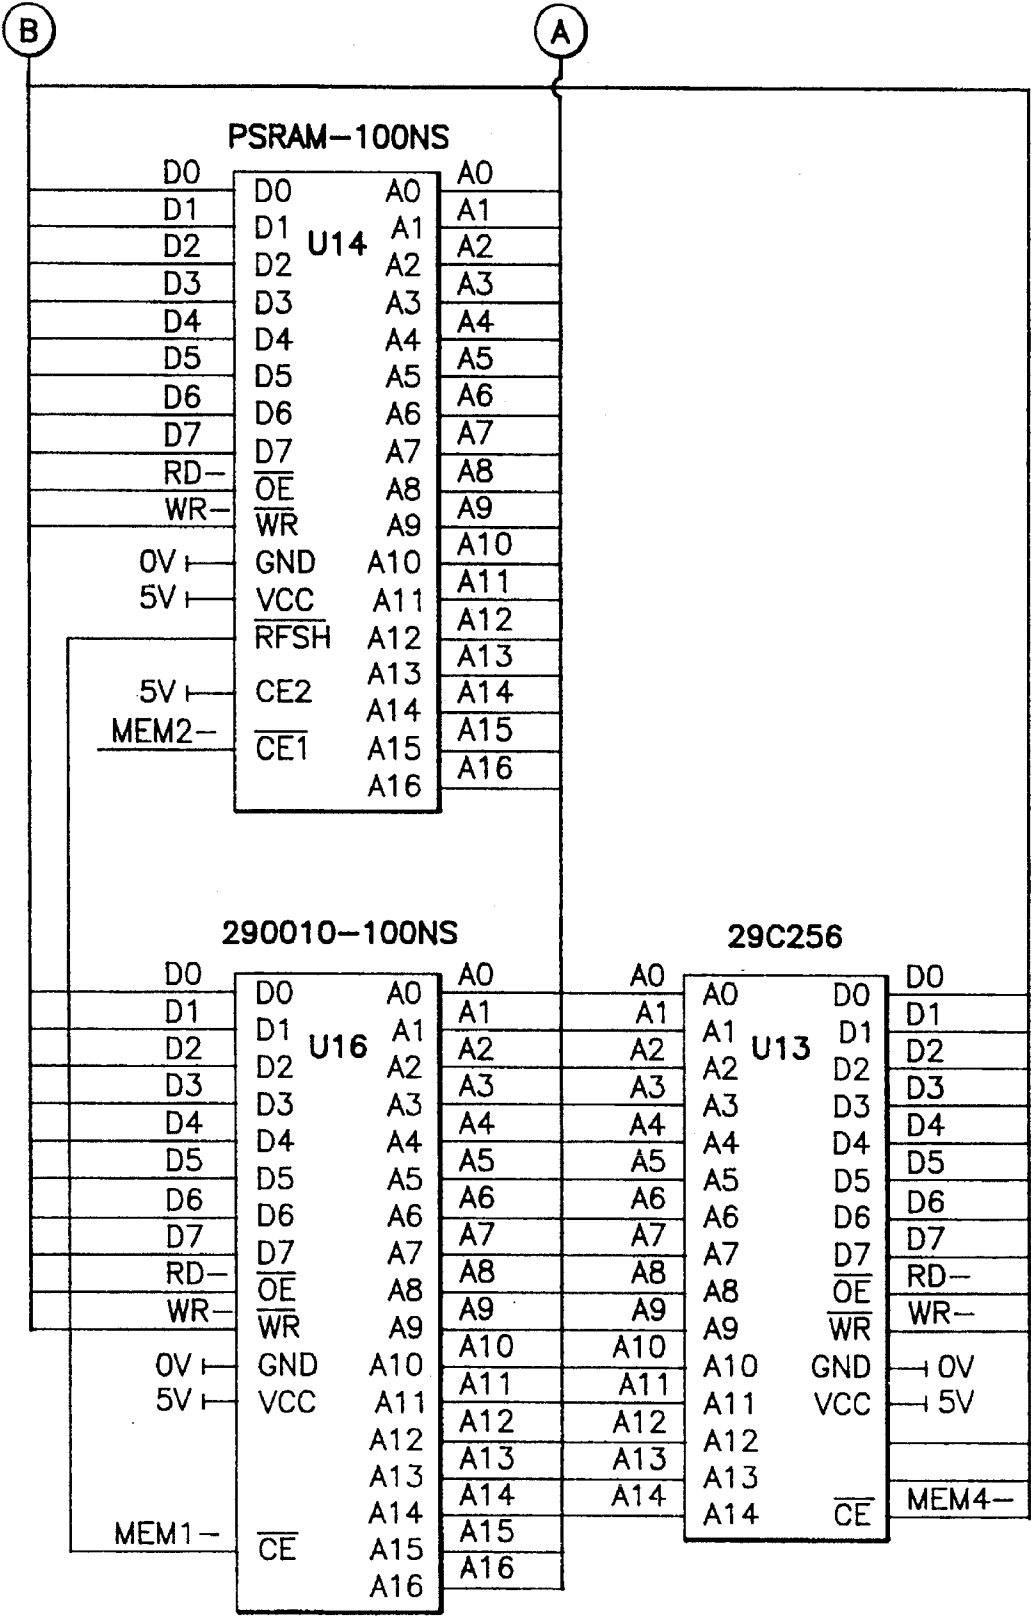 B A
PSRAM-100NS
D0 D0 A0 A0
D1 D1 U14 A1 A1
D2 D2 A2 A2
D3 D3 A3 A3
D4 D4 A4 A4
D5 D5 A5 A5
D6 D6 A6 A6
D7 D7 A7 A7
RD- OE A8 A8
WR- WR A9 A9
0V GND A10 A10
5V VCC A11 A11
RFSH A12 A12
A13 A13
5V CE2 A14 A14
MEM2- CE1 A15 A15
A16 A16
290010-100NS 29C256
D0 D0 A0 A0 A0 A0 D0 D0
D1 D1 U16 A1 A1 A1 A1 U13 D1 D1
D2 D2 A2 A2 A2 A2 D2 D2
D3 D3 A3 A3 A3 A3 D3 D3
D4 D4 A4 A4 A4 A4 D4 D4
D5 D5 A5 A5 A5 A5 D5 D5
D6 D6 A6 A6 A6 A6 D6 D6
D7 D7 A7 A7 A7 A7 D7 D7
RD- OE A8 A8 A8 A8 OE RD-
WR- WR A9 A9 A9 A9 WR WR-
0V GND A10 A10 A10 A10 GND 0V
5V VCC A11 A11 A11 A11 VCC 5V
A12 A12 A12 A12
A13 A13 A13 A13
A14 A14 A14 A14 CE MEM4-
MEM1- CE A15 A15
A16 A16